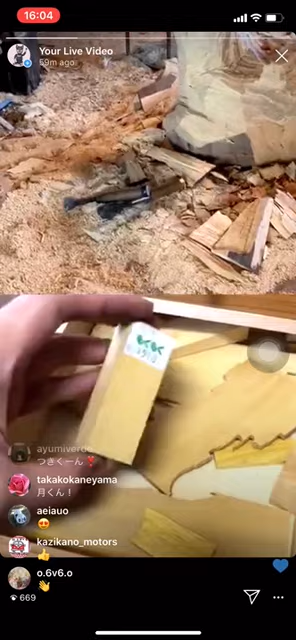 16:04
Your Live Video
59m ago
ayumiverde
つきくーん❣️
takakokaneyama
月くん！
aeiauo
😍
kazikano_motors
👍
o.6v6.o
👋
669